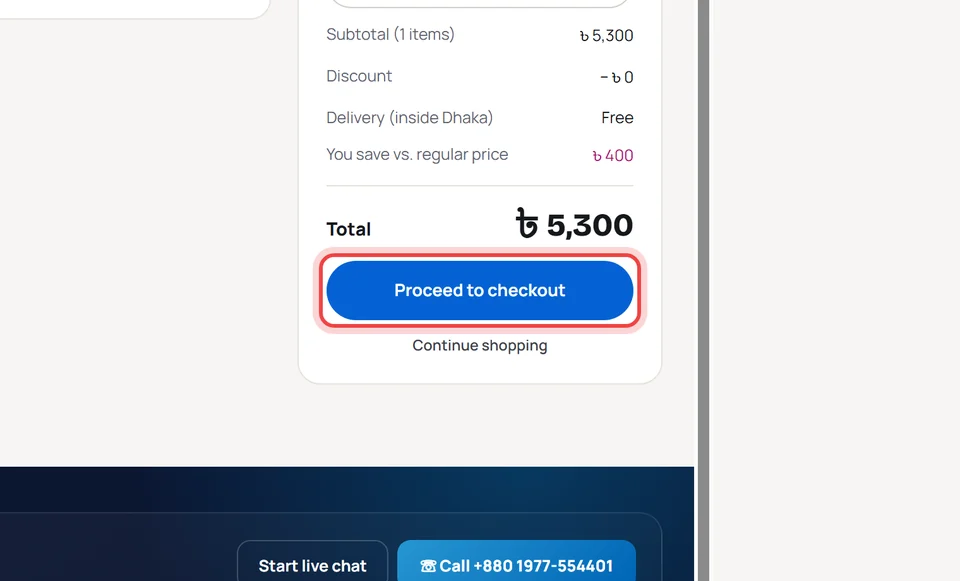 Subtotal (1 items) ৳ 5,300
Discount − ৳ 0
Delivery (inside Dhaka) Free
You save vs. regular price ৳ 400
Total ৳ 5,300
Proceed to checkout
Continue shopping
Start live chat ☏ Call +880 1977-554401